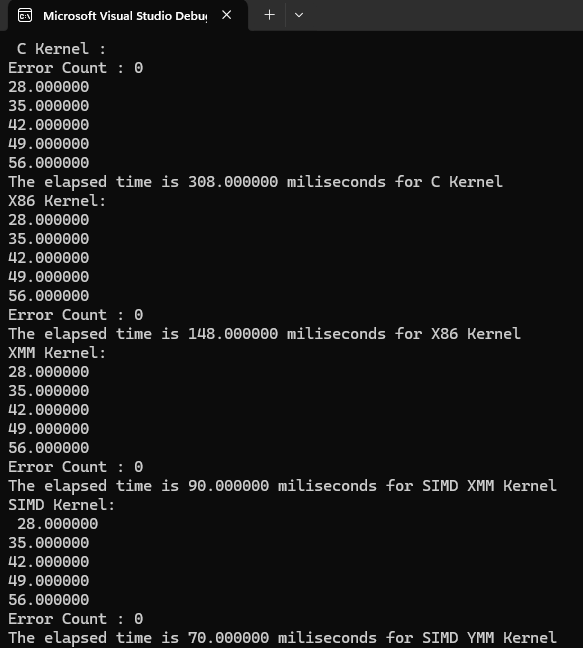 Microsoft Visual Studio Debu
C Kernel :
Error Count : 0
28.000000
35.000000
42.000000
49.000000
56.000000
The elapsed time is 308.000000 miliseconds for C Kernel
X86 Kernel:
28.000000
35.000000
42.000000
49.000000
56.000000
Error Count : 0
The elapsed time is 148.000000 miliseconds for X86 Kernel
XMM Kernel:
28.000000
35.000000
42.000000
49.000000
56.000000
Error Count : 0
The elapsed time is 90.000000 miliseconds for SIMD XMM Kernel
SIMD Kernel:
28.000000
35.000000
42.000000
49.000000
56.000000
Error Count : 0
The elapsed time is 70.000000 miliseconds for SIMD YMM Kernel